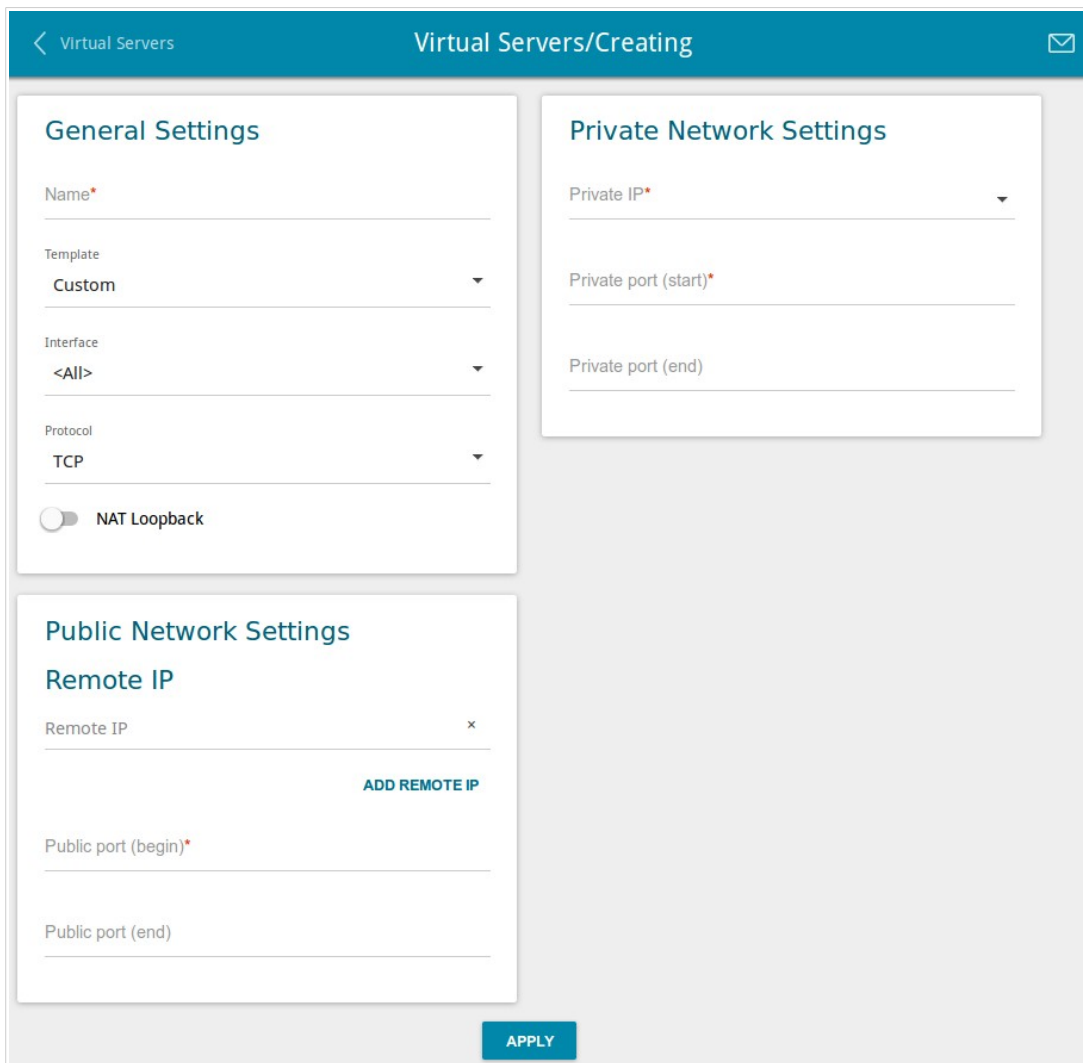 Virtual Servers
Virtual Servers/Creating
General Settings
Name*
Template
Custom
Interface
<All>
Protocol
TCP
NAT Loopback
Private Network Settings
Private IP*
Private port (start)*
Private port (end)
Public Network Settings
Remote IP
Remote IP ×
ADD REMOTE IP
Public port (begin)*
Public port (end)
APPLY